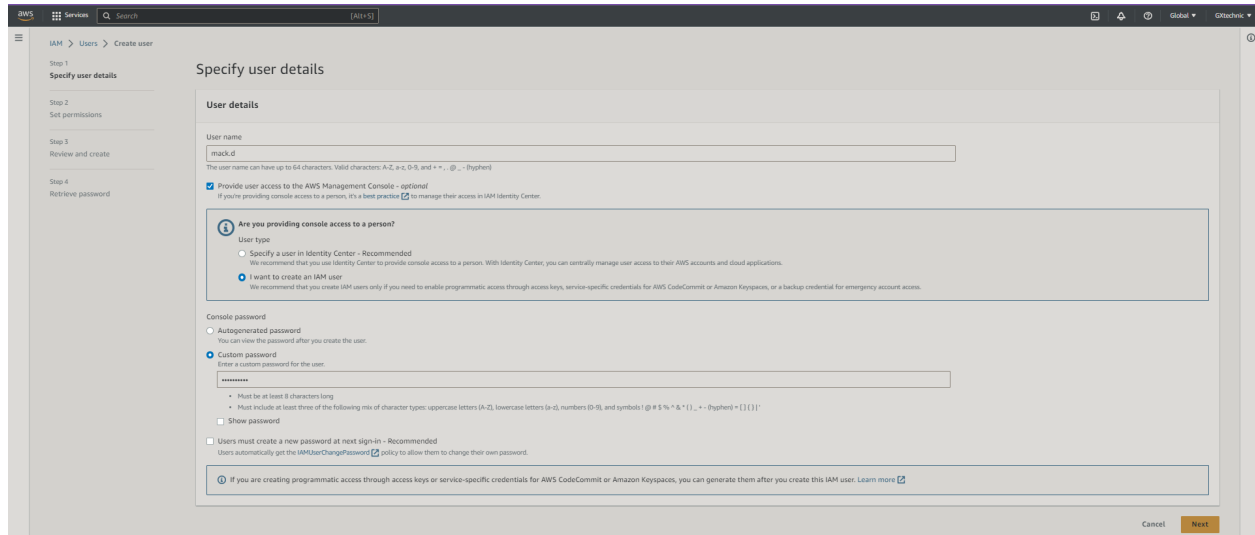 aws
Services
Search
[Alt+S]
Global
GXtechnic
IAM > Users > Create user
Step 1
Specify user details
Step 2
Set permissions
Step 3
Review and create
Step 4
Retrieve password
Specify user details
User details
User name
mack.d
The user name can have up to 64 characters. Valid characters: A-Z, a-z, 0-9, and + = , . @ _ - (hyphen)
Provide user access to the AWS Management Console - optional
If you're providing console access to a person, it's a best practice to manage their access in IAM Identity Center.
Are you providing console access to a person?
User type
Specify a user in Identity Center - Recommended
We recommend that you use Identity Center to provide console access to a person. With Identity Center, you can centrally manage user access to their AWS accounts and cloud applications.
I want to create an IAM user
We recommend that you create IAM users only if you need to enable programmatic access through access keys, service-specific credentials for AWS CodeCommit or Amazon Keyspaces, or a backup credential for emergency account access.
Console password
Autogenerated password
You can view the password after you create the user.
Custom password
Enter a custom password for the user.
••••••••••
• Must be at least 8 characters long
• Must include at least three of the following mix of character types: uppercase letters (A-Z), lowercase letters (a-z), numbers (0-9), and symbols ! @ # $ % ^ & * ( ) _ + - (hyphen) = [ ] { } | '
Show password
Users must create a new password at next sign-in - Recommended
Users automatically get the IAMUserChangePassword policy to allow them to change their own password.
If you are creating programmatic access through access keys or service-specific credentials for AWS CodeCommit or Amazon Keyspaces, you can generate them after you create this IAM user. Learn more
Cancel
Next